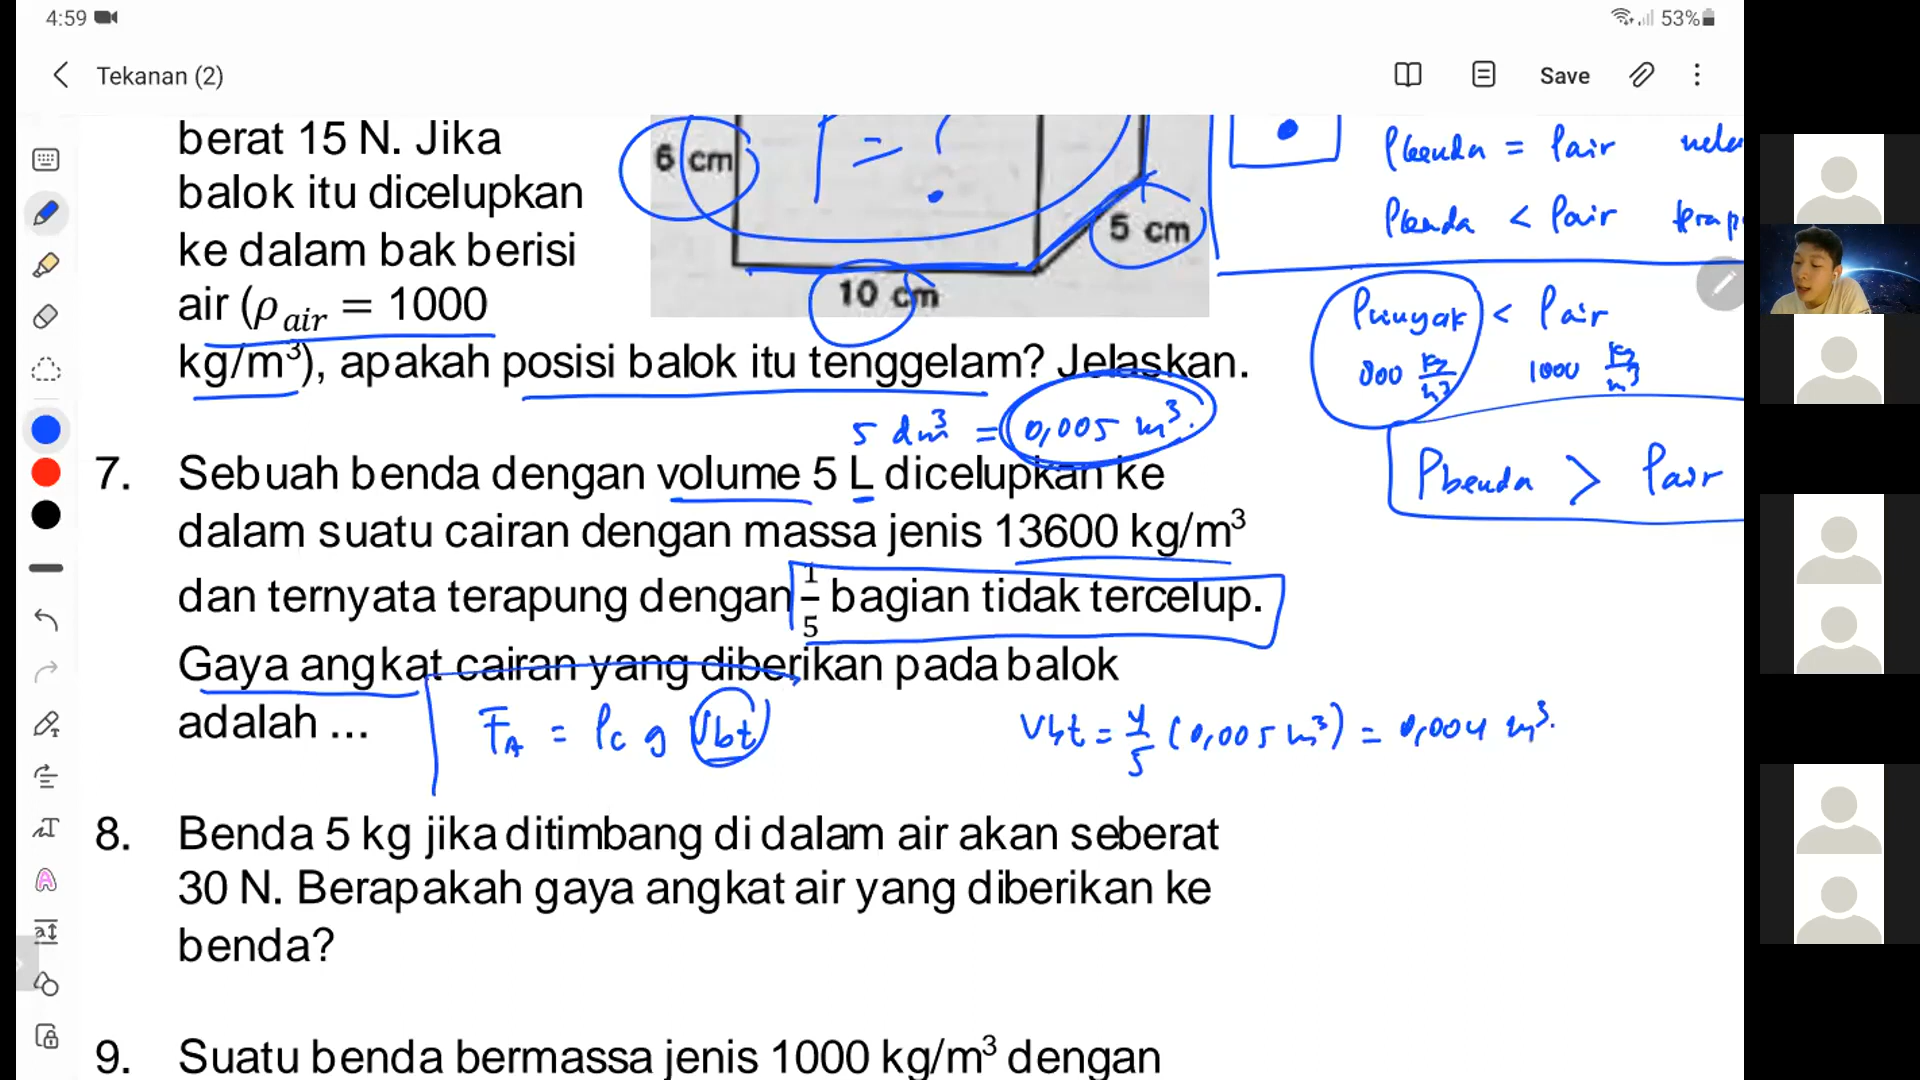 4:59
53%
Tekanan (2)
Save
berat 15 N. Jika
balok itu dicelupkan
ke dalam bak berisi
air (ρair = 1000
kg/m³), apakah posisi balok itu tenggelam? Jelaskan.
6 cm
= ?
5 cm
10 cm
ρbenda = ρair
ρbenda < ρair
ρminyak < ρair
800 kg/m³ 1000 kg/m³
ρbenda > ρair
5 dm³ = 0,005 m³.
7. Sebuah benda dengan volume 5 L dicelupkan ke
dalam suatu cairan dengan massa jenis 13600 kg/m³
dan ternyata terapung dengan 1/5 bagian tidak tercelup.
Gaya angkat cairan yang diberikan pada balok
adalah ...
FA = ρc g Vbt
Vbt = 4/5 (0,005 m³) = 0,004 m³.
8. Benda 5 kg jika ditimbang di dalam air akan seberat
30 N. Berapakah gaya angkat air yang diberikan ke
benda?
9. Suatu benda bermassa jenis 1000 kg/m³ dengan